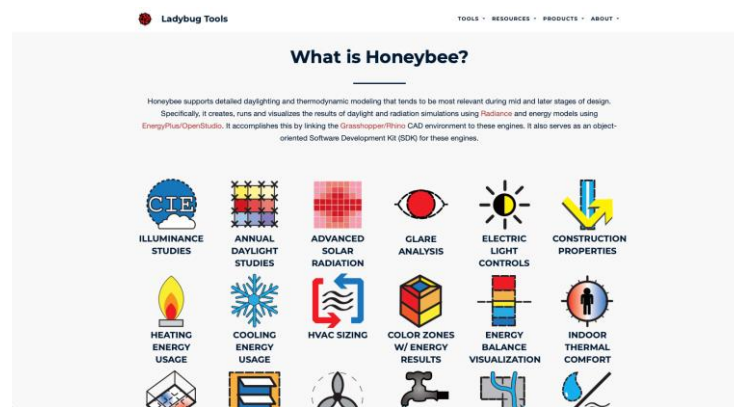 Ladybug Tools
TOOLS RESOURCES PRODUCTS ABOUT
What is Honeybee?
Honeybee supports detailed daylighting and thermodynamic modeling that tends to be most relevant during mid and later stages of design.
Specifically, it creates, runs and visualizes the results of daylight and radiation simulations using Radiance and energy models using
EnergyPlus/OpenStudio. It accomplishes this by linking the Grasshopper/Rhino CAD environment to these engines. It also serves as an object-
oriented Software Development Kit (SDK) for these engines.
CIE
ILLUMINANCE
STUDIES
ANNUAL
DAYLIGHT
STUDIES
ADVANCED
SOLAR
RADIATION
GLARE
ANALYSIS
ELECTRIC
LIGHT
CONTROLS
CONSTRUCTION
PROPERTIES
HEATING
ENERGY
USAGE
COOLING
ENERGY
USAGE
HVAC SIZING
COLOR ZONES
W/ ENERGY
RESULTS
ENERGY
BALANCE
VISUALIZATION
INDOOR
THERMAL
COMFORT